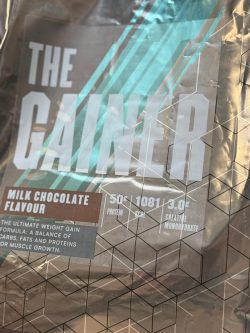 THE
GAINER
MILK CHOCOLATE
FLAVOUR
50g 1081 3.0g
PROTEIN KCAL CREATINE
MONOHYDRATE
THE ULTIMATE WEIGHT GAIN
FORMULA. A BALANCE OF
CARBS, FATS AND PROTEINS
FOR MUSCLE GROWTH.